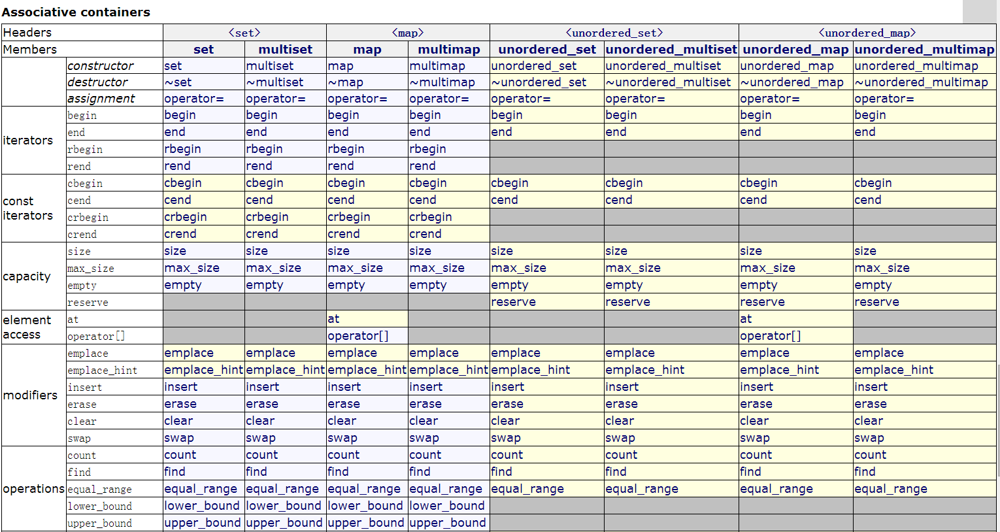 Associative containers
Headers <set> <map> <unordered_set> <unordered_map>
Members set multiset map multimap unordered_set unordered_multiset unordered_map unordered_multimap
constructor set multiset map multimap unordered_set unordered_multiset unordered_map unordered_multimap
destructor ~set ~multiset ~map ~multimap ~unordered_set ~unordered_multiset ~unordered_map ~unordered_multimap
assignment operator= operator= operator= operator= operator= operator= operator= operator=
iterators
begin begin begin begin begin begin begin begin begin
end end end end end end end end end
rbegin rbegin rbegin rbegin rbegin
rend rend rend rend rend
const
iterators
cbegin cbegin cbegin cbegin cbegin cbegin cbegin cbegin cbegin
cend cend cend cend cend cend cend cend cend
crbegin crbegin crbegin crbegin crbegin
crend crend crend crend crend
capacity
size size size size size size size size size
max_size max_size max_size max_size max_size max_size max_size max_size max_size
empty empty empty empty empty empty empty empty empty
reserve reserve reserve reserve reserve
element
access
at at at
operator[] operator[] operator[]
modifiers
emplace emplace emplace emplace emplace emplace emplace emplace emplace
emplace_hint emplace_hint emplace_hint emplace_hint emplace_hint emplace_hint emplace_hint emplace_hint emplace_hint
insert insert insert insert insert insert insert insert insert
erase erase erase erase erase erase erase erase erase
clear clear clear clear clear clear clear clear clear
swap swap swap swap swap swap swap swap swap
operations
count count count count count count count count count
find find find find find find find find find
equal_range equal_range equal_range equal_range equal_range equal_range equal_range equal_range equal_range
lower_bound lower_bound lower_bound lower_bound lower_bound
upper_bound upper_bound upper_bound upper_bound upper_bound